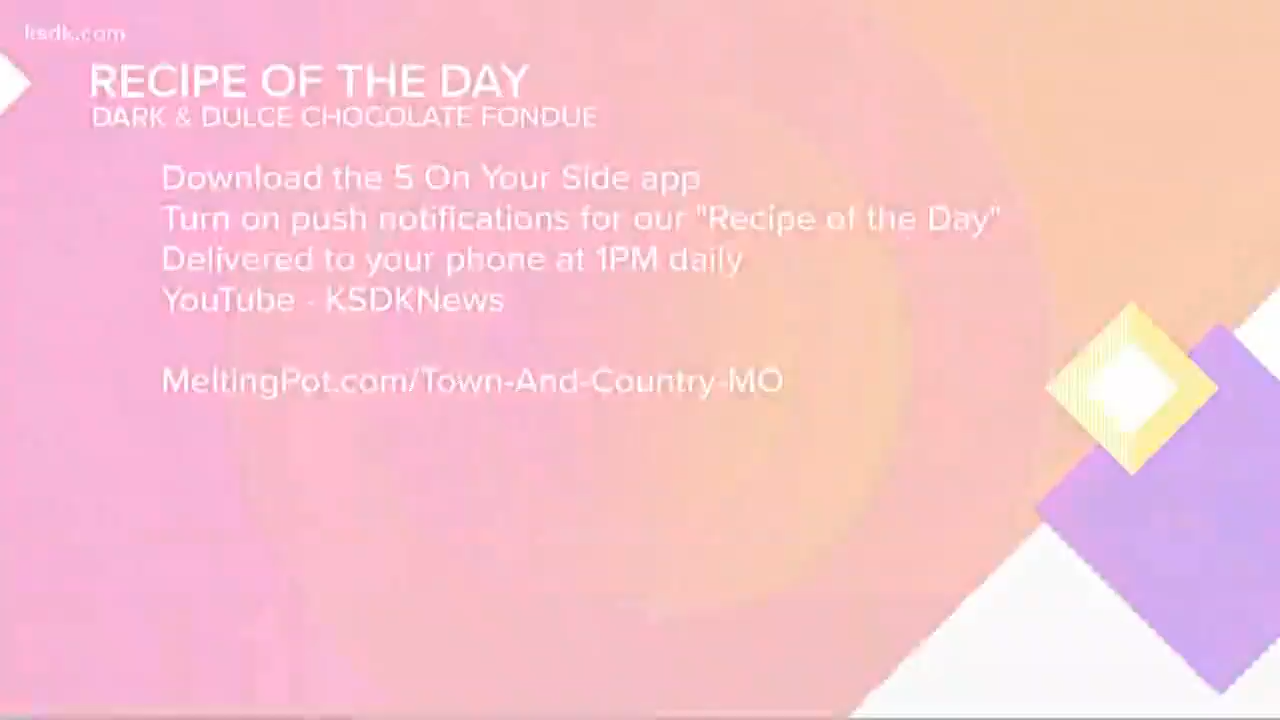 ksdk.com
RECIPE OF THE DAY
DARK & DULCE CHOCOLATE FONDUE
Download the 5 On Your Side app
Turn on push notifications for our "Recipe of the Day"
Delivered to your phone at 1PM daily
YouTube - KSDKNews
MeltingPot.com/Town-And-Country-MO